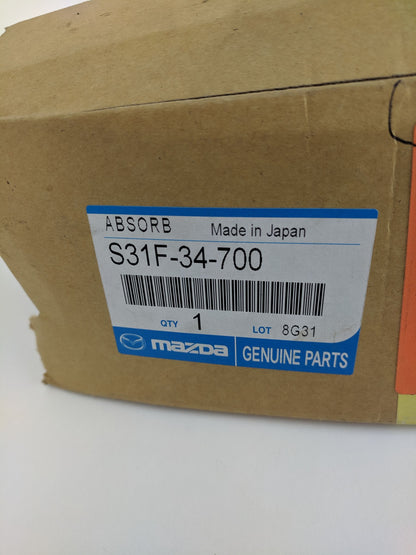 ABSORB Made in Japan
S31F-34-700
QTY 1 LOT 8G31
mazda GENUINE PARTS